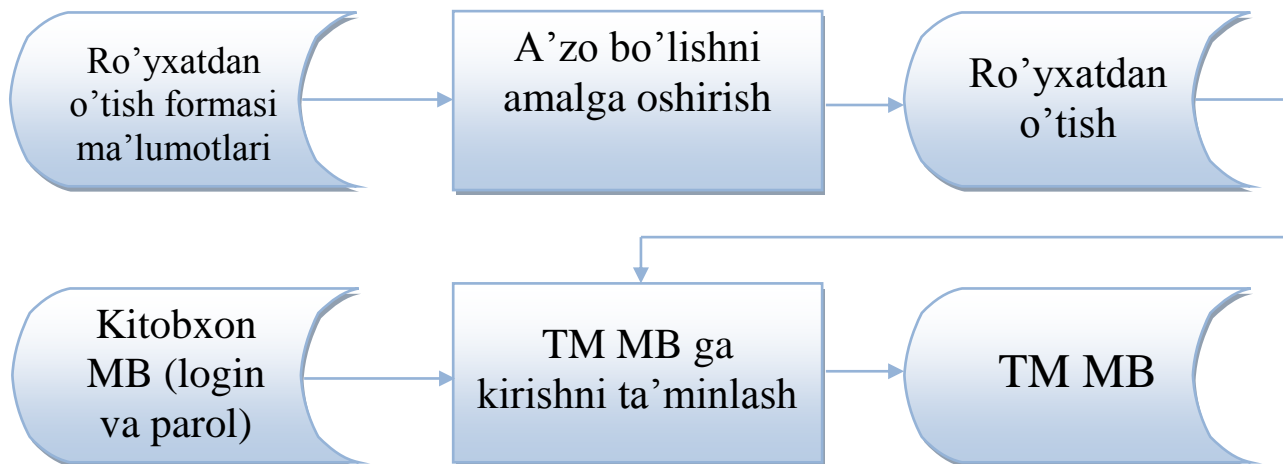 Ro’yxatdan
o’tish formasi
ma’lumotlari
A’zo bo’lishni
amalga oshirish
Ro’yxatdan
o’tish
Kitobxon
MB (login
va parol)
TM MB ga
kirishni ta’minlash
TM MB